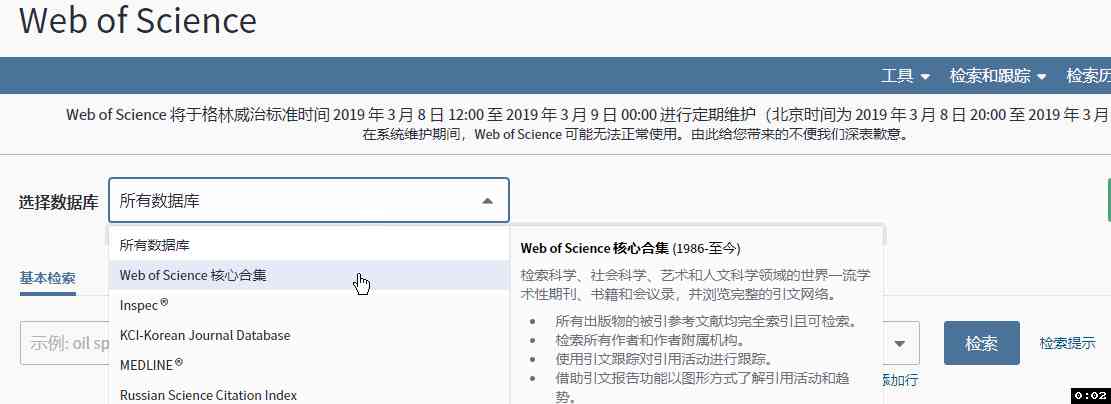 Web of Science
工具 检索和跟踪 检索历
Web of Science 将于格林威治标准时间 2019 年 3 月 8 日 12:00 至 2019 年 3 月 9 日 00:00 进行定期维护（北京时间为 2019 年 3 月 8 日 20:00 至 2019 年 3 月
在系统维护期间，Web of Science 可能无法正常使用。由此给您带来的不便我们深表歉意。
选择数据库 所有数据库
所有数据库
Web of Science 核心合集
Inspec®
KCI-Korean Journal Database
MEDLINE®
Russian Science Citation Index
Web of Science 核心合集 (1986-至今)
检索科学、社会科学、艺术和人文科学领域的世界一流学
术性期刊、书籍和会议录，并浏览完整的引文网络。
• 所有出版物的被引参考文献均完全索引且可检索。
• 检索所有作者和作者附属机构。
• 使用引文跟踪对引用活动进行跟踪。
• 借助引文报告功能以图形方式了解引用活动和趋
势。
基本检索
示例: oil sp
检索 检索提示
添加行
0:02